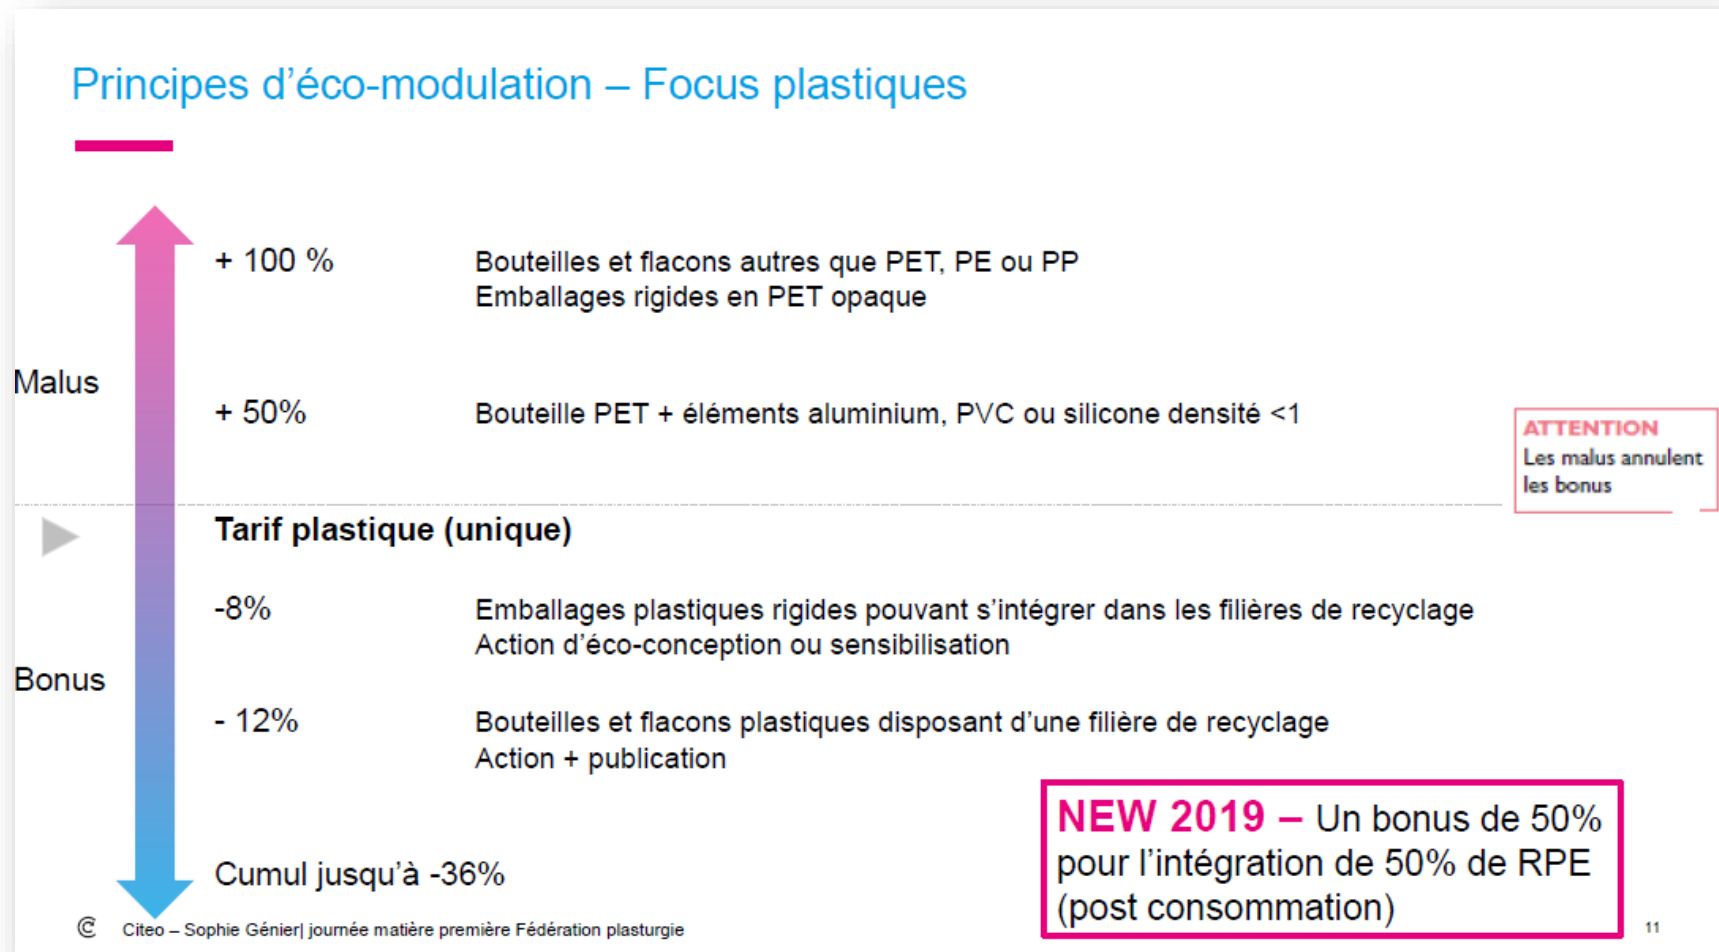 Principes d’éco-modulation – Focus plastiques
+ 100 %
Bouteilles et flacons autres que PET, PE ou PP
Emballages rigides en PET opaque
Malus
+ 50%
Bouteille PET + éléments aluminium, PVC ou silicone densité <1
ATTENTION
Les malus annulent
les bonus
Tarif plastique (unique)
-8%
Emballages plastiques rigides pouvant s’intégrer dans les filières de recyclage
Action d’éco-conception ou sensibilisation
Bonus
- 12%
Bouteilles et flacons plastiques disposant d’une filière de recyclage
Action + publication
NEW 2019 – Un bonus de 50%
pour l’intégration de 50% de RPE
(post consommation)
Cumul jusqu’à -36%
Citeo – Sophie Génier| journée matière première Fédération plasturgie
11